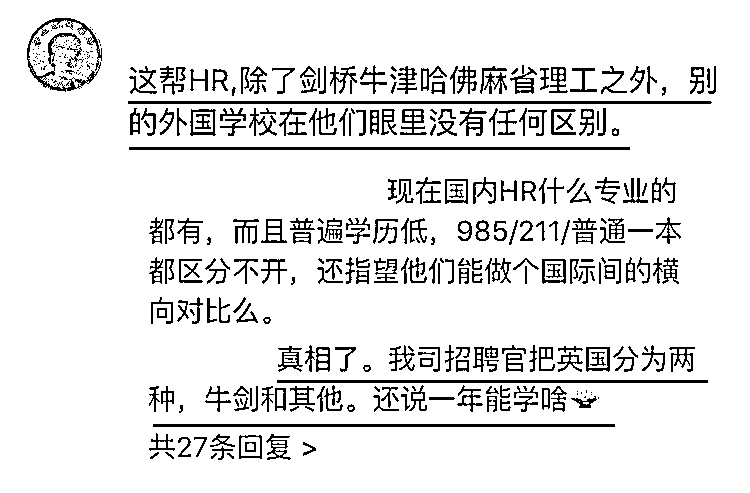 这帮HR,除了剑桥牛津哈佛麻省理工之外，别
的外国学校在他们眼里没有任何区别。
现在国内HR什么专业的
都有，而且普遍学历低，985/211/普通一本
都区分不开，还指望他们能做个国际间的横
向对比么。
真相了。我司招聘官把英国分为两
种，牛剑和其他。还说一年能学啥
共27条回复 >